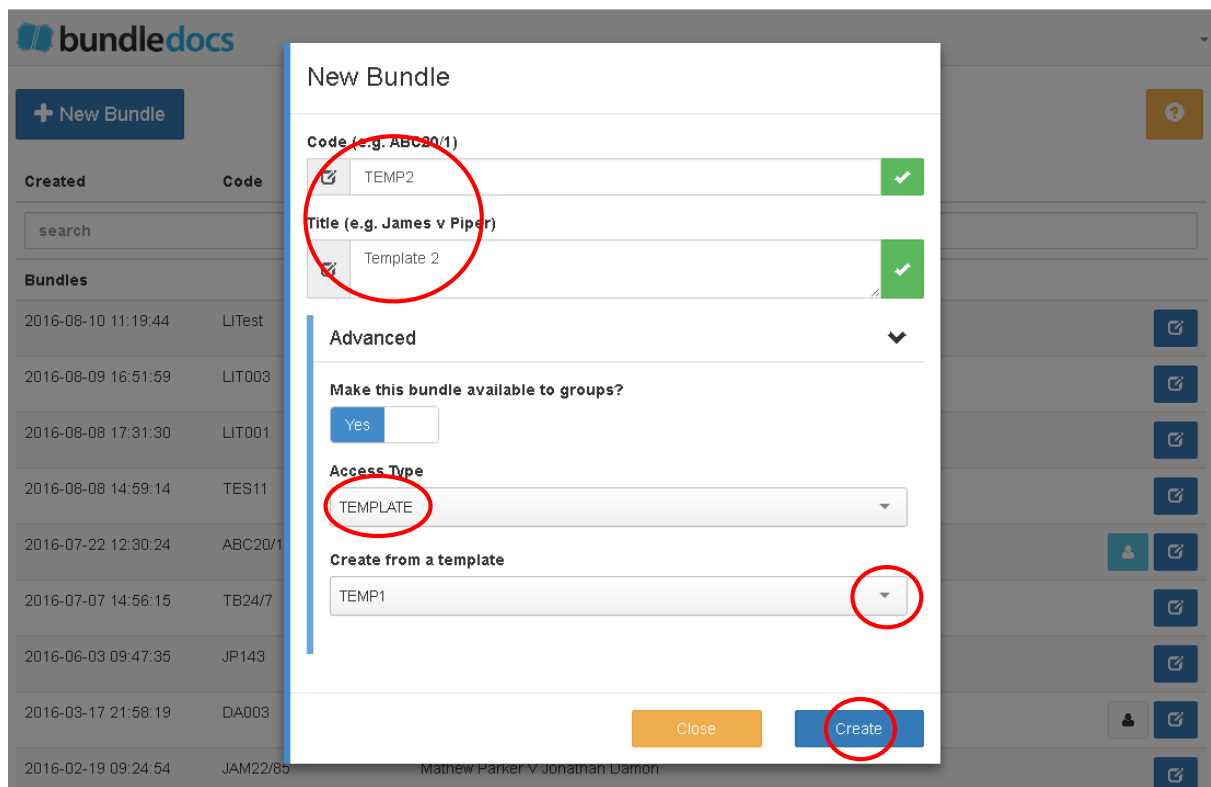 bundledocs
New Bundle
Created Code
search
Bundles
2016-08-10 11:19:44 LITest
2016-08-09 16:51:59 LIT003
2016-08-08 17:31:30 LIT001
2016-08-08 14:59:14 TES11
2016-07-22 12:30:24 ABC20/1
2016-07-07 14:56:15 TB24/7
2016-06-03 09:47:35 JP143
2016-03-17 21:58:19 DA003
2016-02-19 09:24:54 JAM22/85 Mathew Parker V Jonathan Damon
New Bundle
Code (e.g. ABC20/1)
TEMP2
Title (e.g. James v Piper)
Template 2
Advanced
Make this bundle available to groups?
Yes
Access Type
TEMPLATE
Create from a template
TEMP1
Close Create